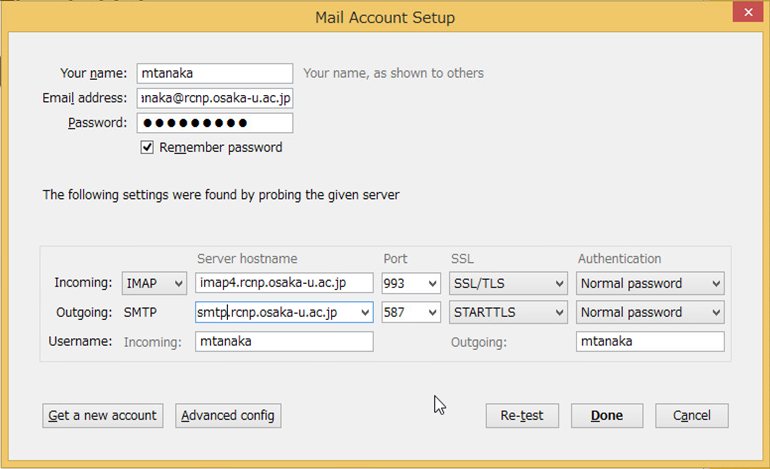 Mail Account Setup
Your name: mtanaka Your name, as shown to others
Email address: anaka@rcnp.osaka-u.ac.jp
Password: ●●●●●●●●●
Remember password
The following settings were found by probing the given server
Server hostname Port SSL Authentication
Incoming: IMAP imap4.rcnp.osaka-u.ac.jp 993 SSL/TLS Normal password
Outgoing: SMTP smtp.rcnp.osaka-u.ac.jp 587 STARTTLS Normal password
Username: Incoming: mtanaka Outgoing: mtanaka
Get a new account Advanced config Re-test Done Cancel